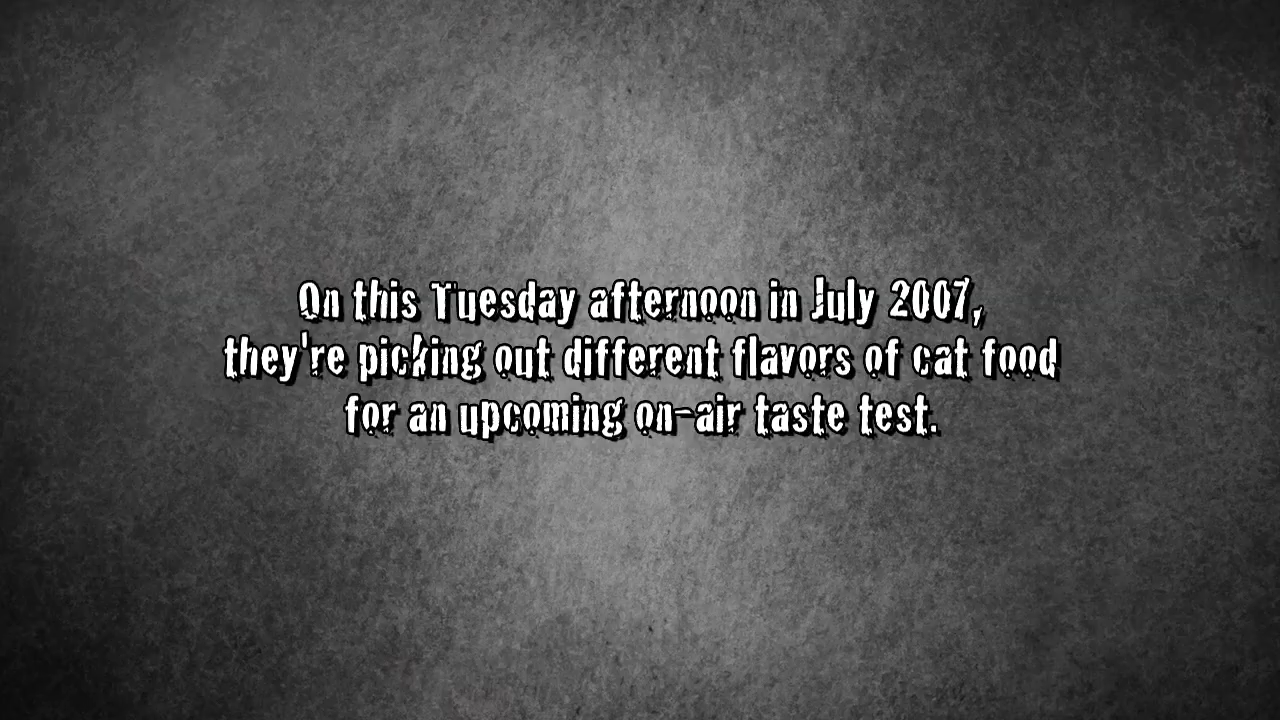 On this Tuesday afternoon in July 2007,
they're picking out different flavors of cat food
for an upcoming on-air taste test.